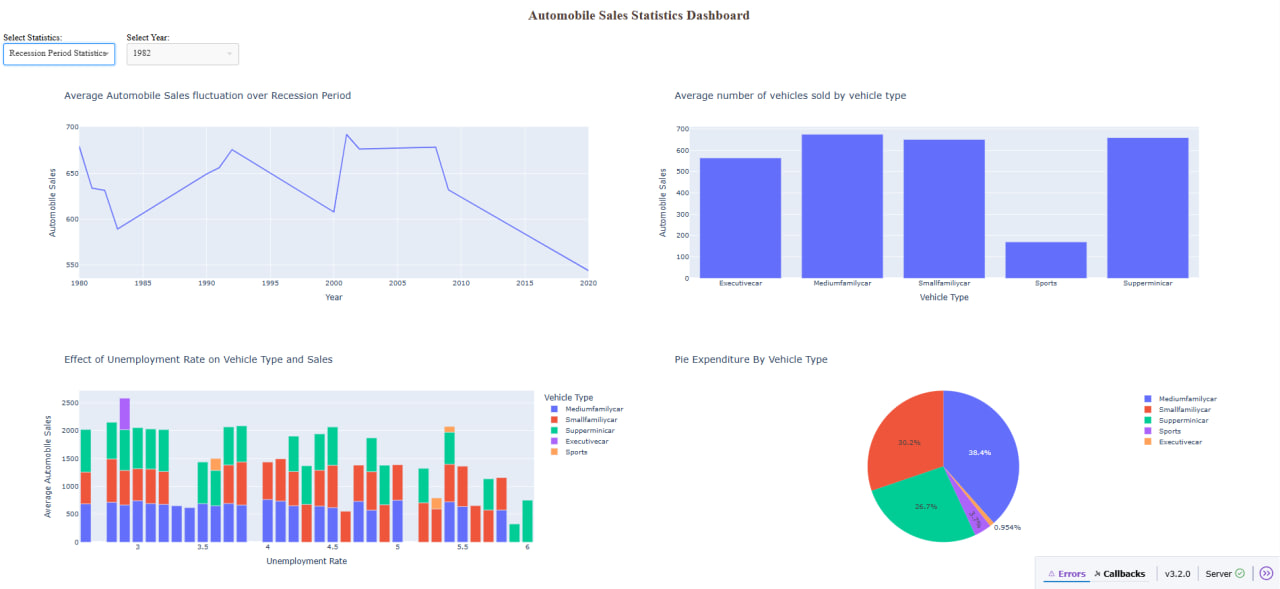 Automobile Sales Statistics Dashboard
Select Statistics:
Select Year:
Recession Period Statistics
1982
Average Automobile Sales fluctuation over Recession Period
700
650
600
550
Automobile Sales
1980
1985
1990
1995
2000
2005
2010
2015
2020
Year
Average number of vehicles sold by vehicle type
700
600
500
400
300
200
100
0
Automobile Sales
Executivecar
Mediumfamilycar
Smallfamiliycar
Sports
Supperminicar
Vehicle Type
Effect of Unemployment Rate on Vehicle Type and Sales
2500
2000
1500
1000
500
0
Average Automobile Sales
3
3.5
4
4.5
5
5.5
6
Unemployment Rate
Vehicle Type
Mediumfamilycar
Smallfamiliycar
Supperminicar
Executivecar
Sports
Pie Expenditure By Vehicle Type
38.4%
30.2%
26.7%
3.7%
0.954%
Mediumfamilycar
Smallfamiliycar
Supperminicar
Sports
Executivecar
Errors
Callbacks
v3.2.0
Server